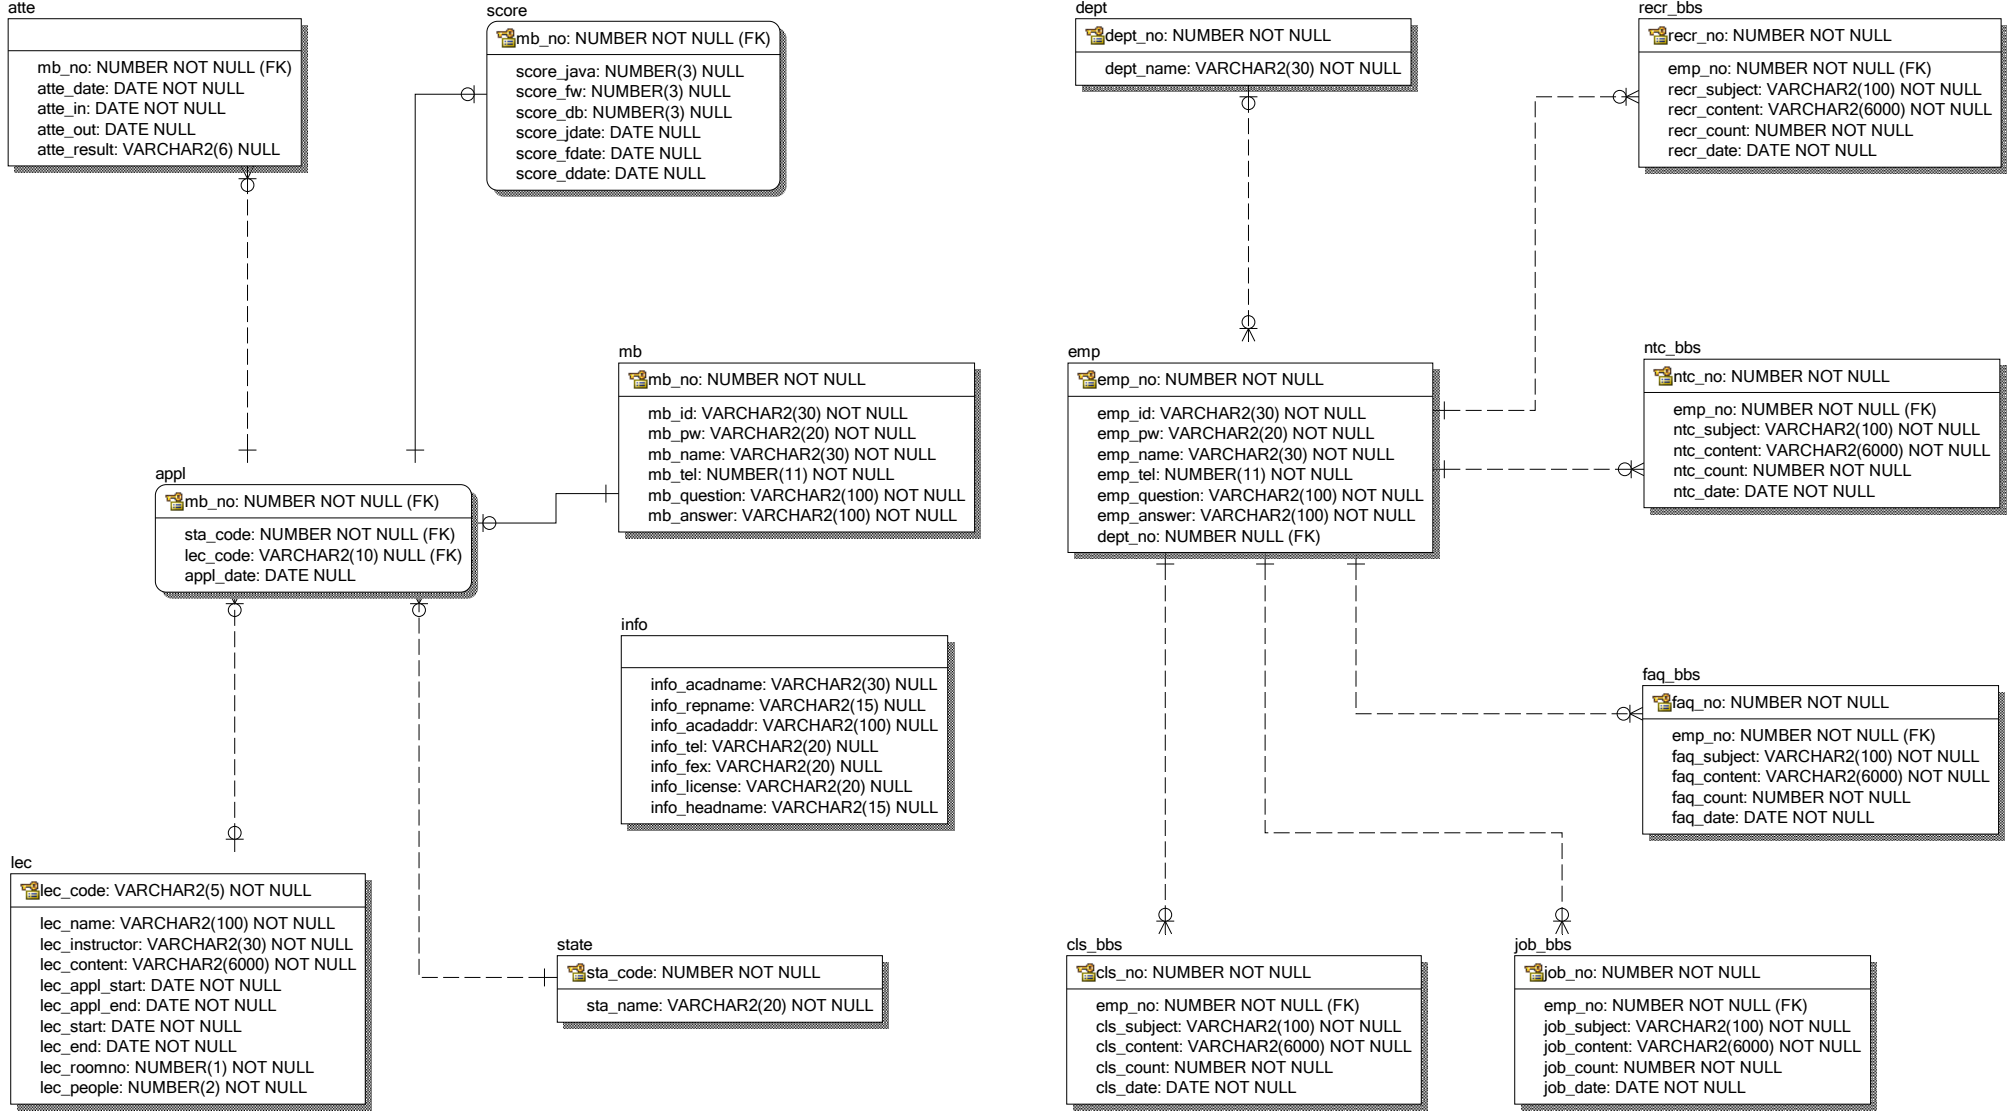 atte
mb_no: NUMBER NOT NULL (FK)
atte_date: DATE NOT NULL
atte_in: DATE NOT NULL
atte_out: DATE NULL
atte_result: VARCHAR2(6) NULL
score
mb_no: NUMBER NOT NULL (FK)
score_java: NUMBER(3) NULL
score_fw: NUMBER(3) NULL
score_db: NUMBER(3) NULL
score_jdate: DATE NULL
score_fdate: DATE NULL
score_ddate: DATE NULL
dept
dept_no: NUMBER NOT NULL
dept_name: VARCHAR2(30) NOT NULL
recr_bbs
recr_no: NUMBER NOT NULL
emp_no: NUMBER NOT NULL (FK)
recr_subject: VARCHAR2(100) NOT NULL
recr_content: VARCHAR2(6000) NOT NULL
recr_count: NUMBER NOT NULL
recr_date: DATE NOT NULL
mb
mb_no: NUMBER NOT NULL
mb_id: VARCHAR2(30) NOT NULL
mb_pw: VARCHAR2(20) NOT NULL
mb_name: VARCHAR2(30) NOT NULL
mb_tel: NUMBER(11) NOT NULL
mb_question: VARCHAR2(100) NOT NULL
mb_answer: VARCHAR2(100) NOT NULL
emp
emp_no: NUMBER NOT NULL
emp_id: VARCHAR2(30) NOT NULL
emp_pw: VARCHAR2(20) NOT NULL
emp_name: VARCHAR2(30) NOT NULL
emp_tel: NUMBER(11) NOT NULL
emp_question: VARCHAR2(100) NOT NULL
emp_answer: VARCHAR2(100) NOT NULL
dept_no: NUMBER NULL (FK)
ntc_bbs
ntc_no: NUMBER NOT NULL
emp_no: NUMBER NOT NULL (FK)
ntc_subject: VARCHAR2(100) NOT NULL
ntc_content: VARCHAR2(6000) NOT NULL
ntc_count: NUMBER NOT NULL
ntc_date: DATE NOT NULL
appl
mb_no: NUMBER NOT NULL (FK)
sta_code: NUMBER NOT NULL (FK)
lec_code: VARCHAR2(10) NULL (FK)
appl_date: DATE NULL
info
info_acadname: VARCHAR2(30) NULL
info_repname: VARCHAR2(15) NULL
info_acadaddr: VARCHAR2(100) NULL
info_tel: VARCHAR2(20) NULL
info_fex: VARCHAR2(20) NULL
info_license: VARCHAR2(20) NULL
info_headname: VARCHAR2(15) NULL
faq_bbs
faq_no: NUMBER NOT NULL
emp_no: NUMBER NOT NULL (FK)
faq_subject: VARCHAR2(100) NOT NULL
faq_content: VARCHAR2(6000) NOT NULL
faq_count: NUMBER NOT NULL
faq_date: DATE NOT NULL
lec
lec_code: VARCHAR2(5) NOT NULL
lec_name: VARCHAR2(100) NOT NULL
lec_instructor: VARCHAR2(30) NOT NULL
lec_content: VARCHAR2(6000) NOT NULL
lec_appl_start: DATE NOT NULL
lec_appl_end: DATE NOT NULL
lec_start: DATE NOT NULL
lec_end: DATE NOT NULL
lec_roomno: NUMBER(1) NOT NULL
lec_people: NUMBER(2) NOT NULL
state
sta_code: NUMBER NOT NULL
sta_name: VARCHAR2(20) NOT NULL
cls_bbs
cls_no: NUMBER NOT NULL
emp_no: NUMBER NOT NULL (FK)
cls_subject: VARCHAR2(100) NOT NULL
cls_content: VARCHAR2(6000) NOT NULL
cls_count: NUMBER NOT NULL
cls_date: DATE NOT NULL
job_bbs
job_no: NUMBER NOT NULL
emp_no: NUMBER NOT NULL (FK)
job_subject: VARCHAR2(100) NOT NULL
job_content: VARCHAR2(6000) NOT NULL
job_count: NUMBER NOT NULL
job_date: DATE NOT NULL